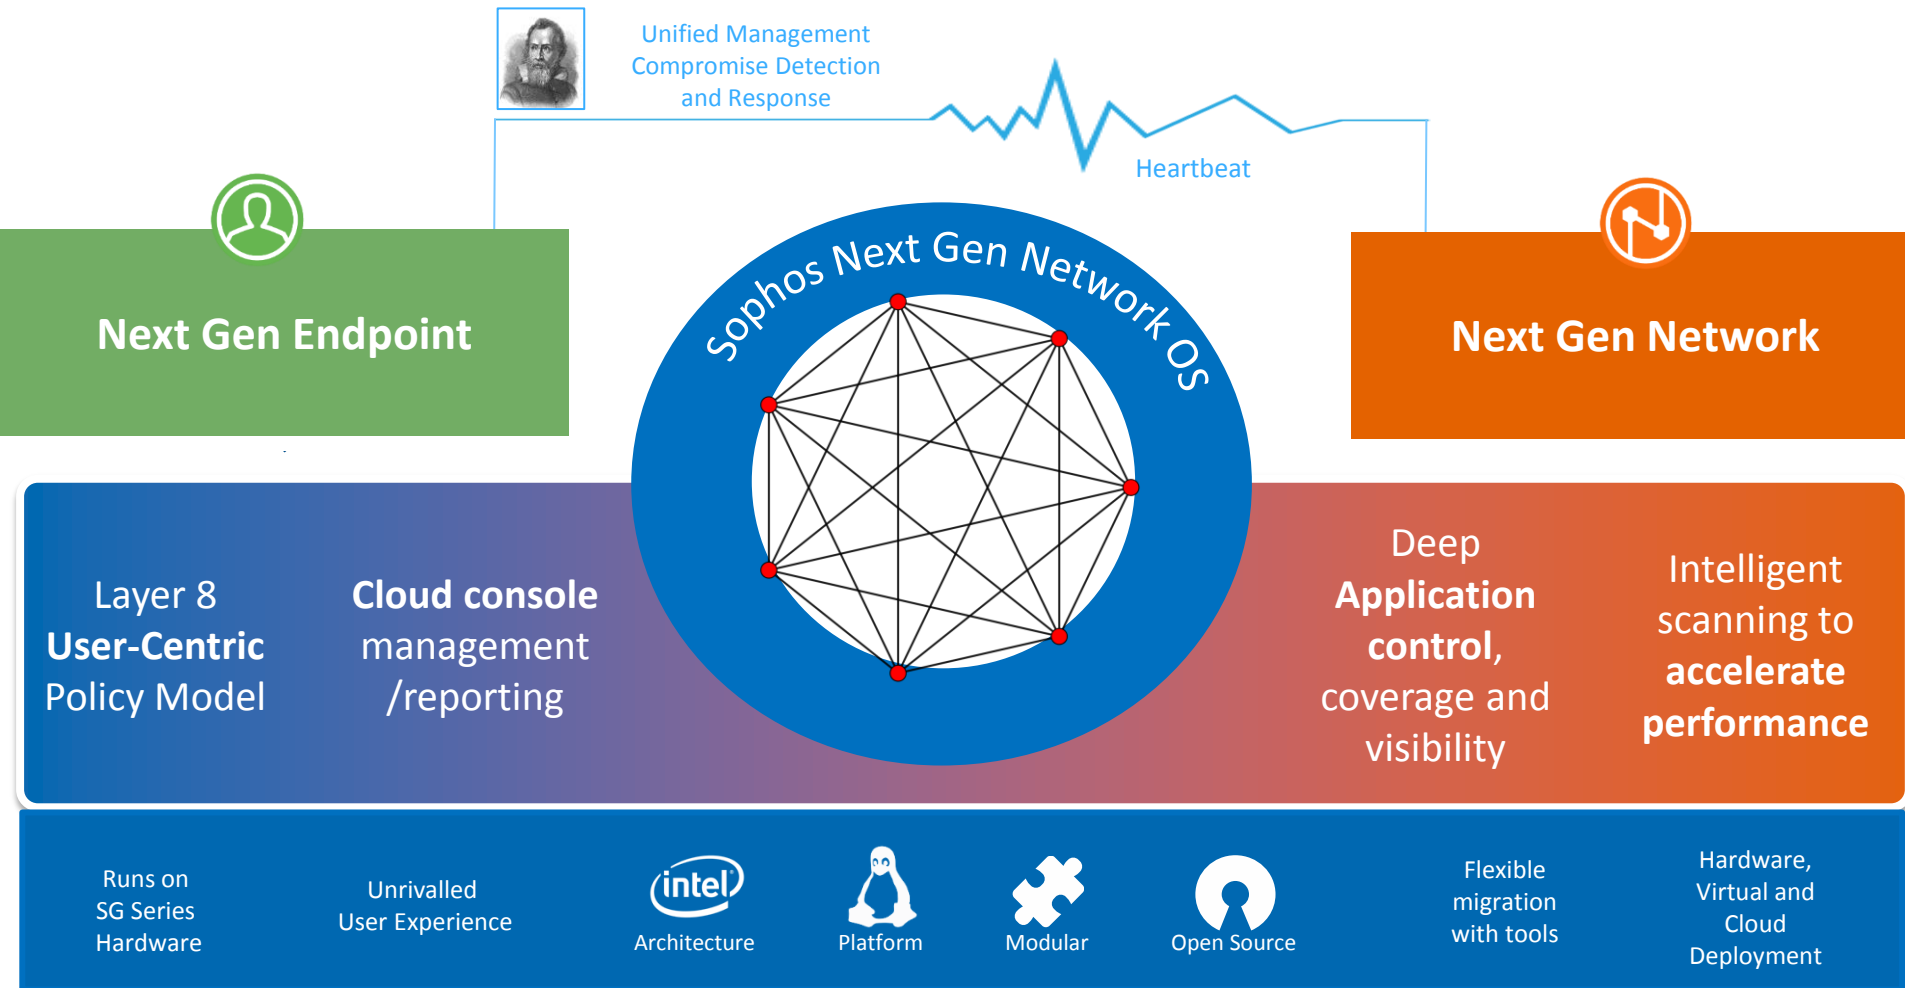 Unified Management
Compromise Detection
and Response
Heartbeat
Next Gen Endpoint
Sophos Next Gen Network OS
Next Gen Network
Layer 8
User-Centric
Policy Model
Cloud console
management
/reporting
Deep
Application
control,
coverage and
visibility
Intelligent
scanning to
accelerate
performance
Runs on
SG Series
Hardware
Unrivalled
User Experience
intel
Architecture
Platform
Modular
Open Source
Flexible
migration
with tools
Hardware,
Virtual and
Cloud
Deployment